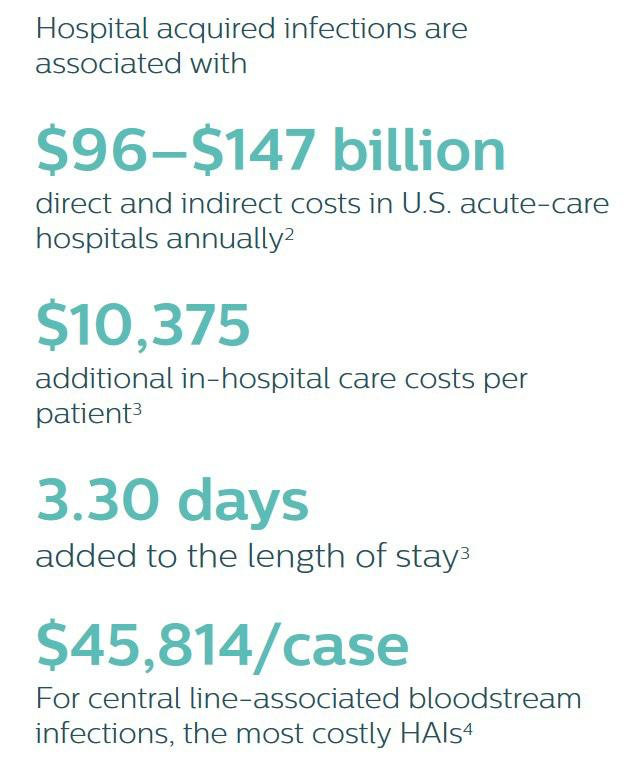 Hospital acquired infections are
associated with
$96–$147 billion
direct and indirect costs in U.S. acute-care
hospitals annually²
$10,375
additional in-hospital care costs per
patient³
3.30 days
added to the length of stay³
$45,814/case
For central line-associated bloodstream
infections, the most costly HAIs⁴